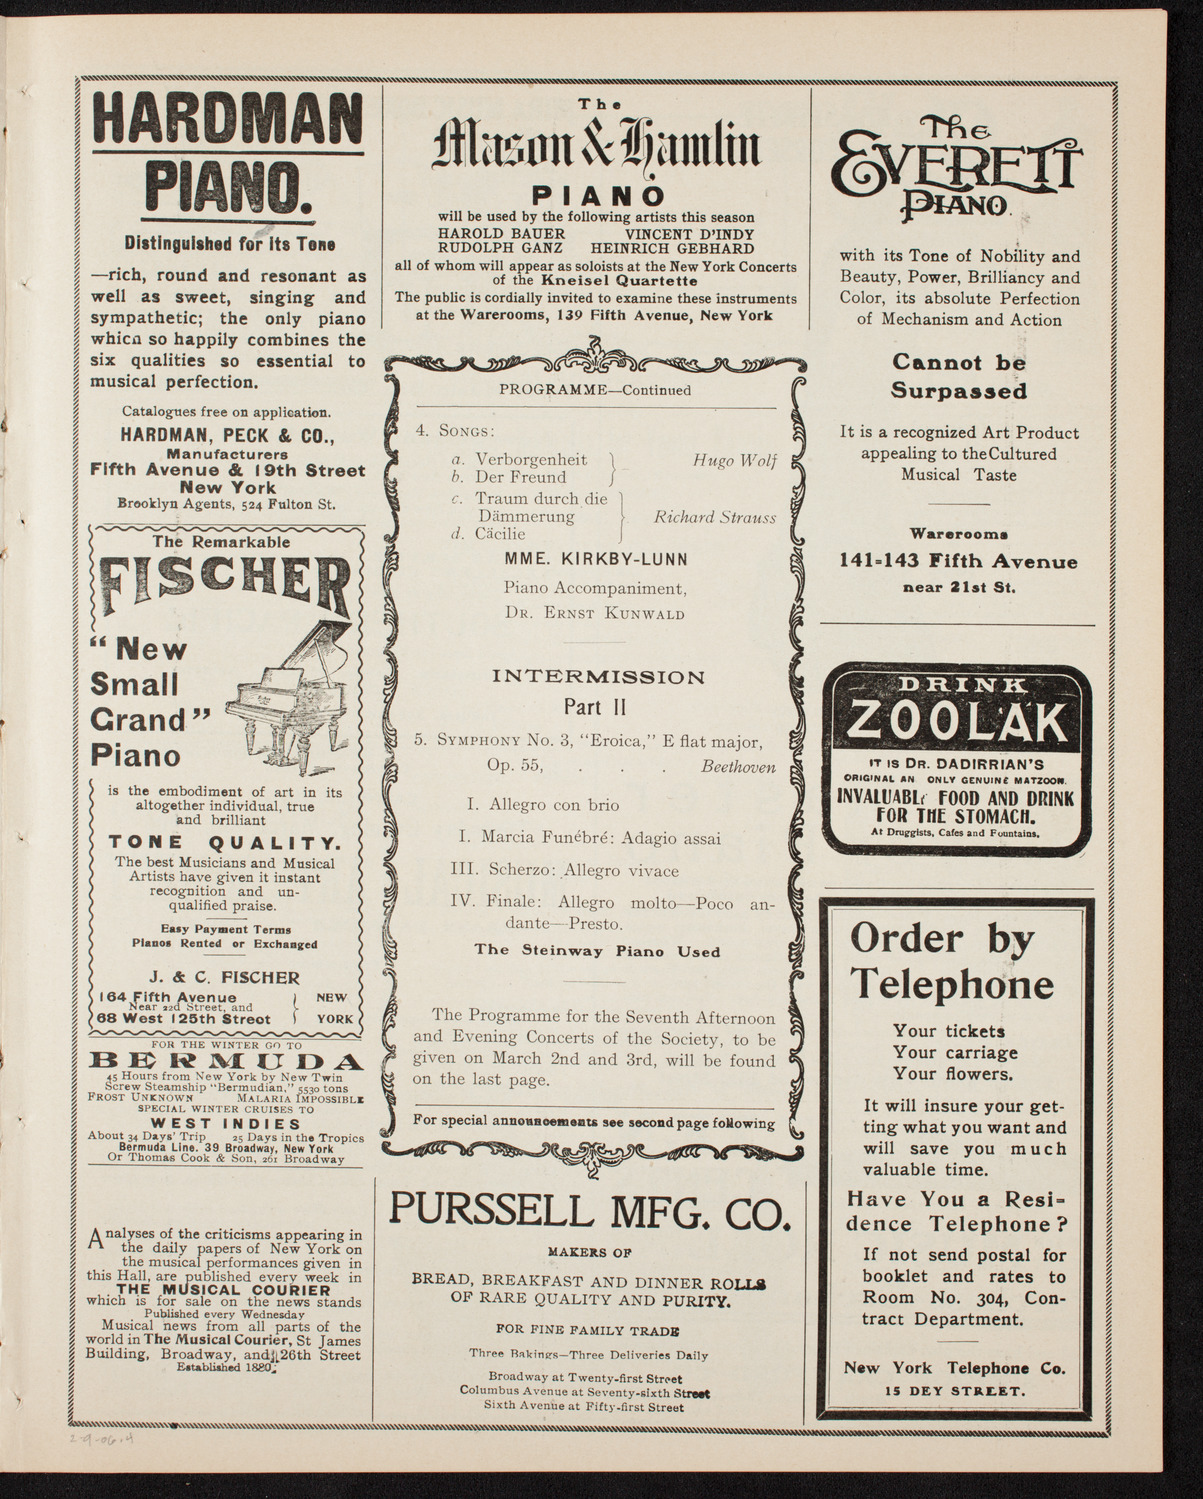 HARDMAN
PIANO.
Distinguished for its Tone
—rich, round and resonant as
well as sweet, singing and
sympathetic; the only piano
which so happily combines the
six qualities so essential to
musical perfection.
Catalogues free on application.
HARDMAN, PECK & CO.,
Manufacturers
Fifth Avenue & 19th Street
New York
Brooklyn Agents, 524 Fulton St.
The Remarkable
FISCHER
"New
Small
Grand"
Piano
is the embodiment of art in its
altogether individual, true
and brilliant
TONE QUALITY.
The best Musicians and Musical
Artists have given it instant
recognition and un-
qualified praise.
Easy Payment Terms
Pianos Rented or Exchanged
J. & C. FISCHER
164 Fifth Avenue
Near 22d Street, and
68 West 125th Street
NEW
YORK
FOR THE WINTER GO TO
BERMUDA
45 Hours from New York by New Twin
Screw Steamship "Bermudian," 5530 tons
FROST UNKNOWN MALARIA IMPOSSIBLE
SPECIAL WINTER CRUISES TO
WEST INDIES
About 34 Days' Trip 25 Days in the Tropics
Bermuda Line. 39 Broadway, New York
Or Thomas Cook & Son, 261 Broadway
Analyses of the criticisms appearing in
the daily papers of New York on
the musical performances given in
this Hall, are published every week in
THE MUSICAL COURIER
which is for sale on the news stands
Published every Wednesday
Musical news from all parts of the
world in The Musical Courier, St James
Building, Broadway, and 26th Street
Established 1880.
The
Mason & Hamlin
PIANO
will be used by the following artists this season
HAROLD BAUER VINCENT D'INDY
RUDOLPH GANZ HEINRICH GEBHARD
all of whom will appear as soloists at the New York Concerts
of the Kneisel Quartette
The public is cordially invited to examine these instruments
at the Warerooms, 139 Fifth Avenue, New York
PROGRAMME—Continued
4. SONGS:
a. Verborgenheit
b. Der Freund
Hugo Wolf
c. Traum durch die
Dämmerung
d. Cäcilie
Richard Strauss
MME. KIRKBY-LUNN
Piano Accompaniment,
DR. ERNST KUNWALD
INTERMISSION
Part II
5. SYMPHONY No. 3, "Eroica," E flat major,
Op. 55, . . . Beethoven
I. Allegro con brio
I. Marcia Funébré: Adagio assai
III. Scherzo: Allegro vivace
IV. Finale: Allegro molto—Poco an-
dante—Presto.
The Steinway Piano Used
The Programme for the Seventh Afternoon
and Evening Concerts of the Society, to be
given on March 2nd and 3rd, will be found
on the last page.
For special announcements see second page following
PURSSELL MFG. CO.
MAKERS OF
BREAD, BREAKFAST AND DINNER ROLLS
OF RARE QUALITY AND PURITY.
FOR FINE FAMILY TRADE
Three Bakings—Three Deliveries Daily
Broadway at Twenty-first Street
Columbus Avenue at Seventy-sixth Street
Sixth Avenue at Fifty-first Street
The
EVERETT
PIANO.
with its Tone of Nobility and
Beauty, Power, Brilliancy and
Color, its absolute Perfection
of Mechanism and Action
Cannot be
Surpassed
It is a recognized Art Product
appealing to theCultured
Musical Taste
Warerooms
141-143 Fifth Avenue
near 21st St.
DRINK
ZOOLAK
IT IS DR. DADIRRIAN'S
ORIGINAL AN ONLY GENUINE MATZOON.
INVALUABLE FOOD AND DRINK
FOR THE STOMACH.
At Druggists, Cafes and Fountains.
Order by
Telephone
Your tickets
Your carriage
Your flowers.
It will insure your get-
ting what you want and
will save you much
valuable time.
Have You a Resi-
dence Telephone?
If not send postal for
booklet and rates to
Room No. 304, Con-
tract Department.
New York Telephone Co.
15 DEY STREET.
2-9-06.4